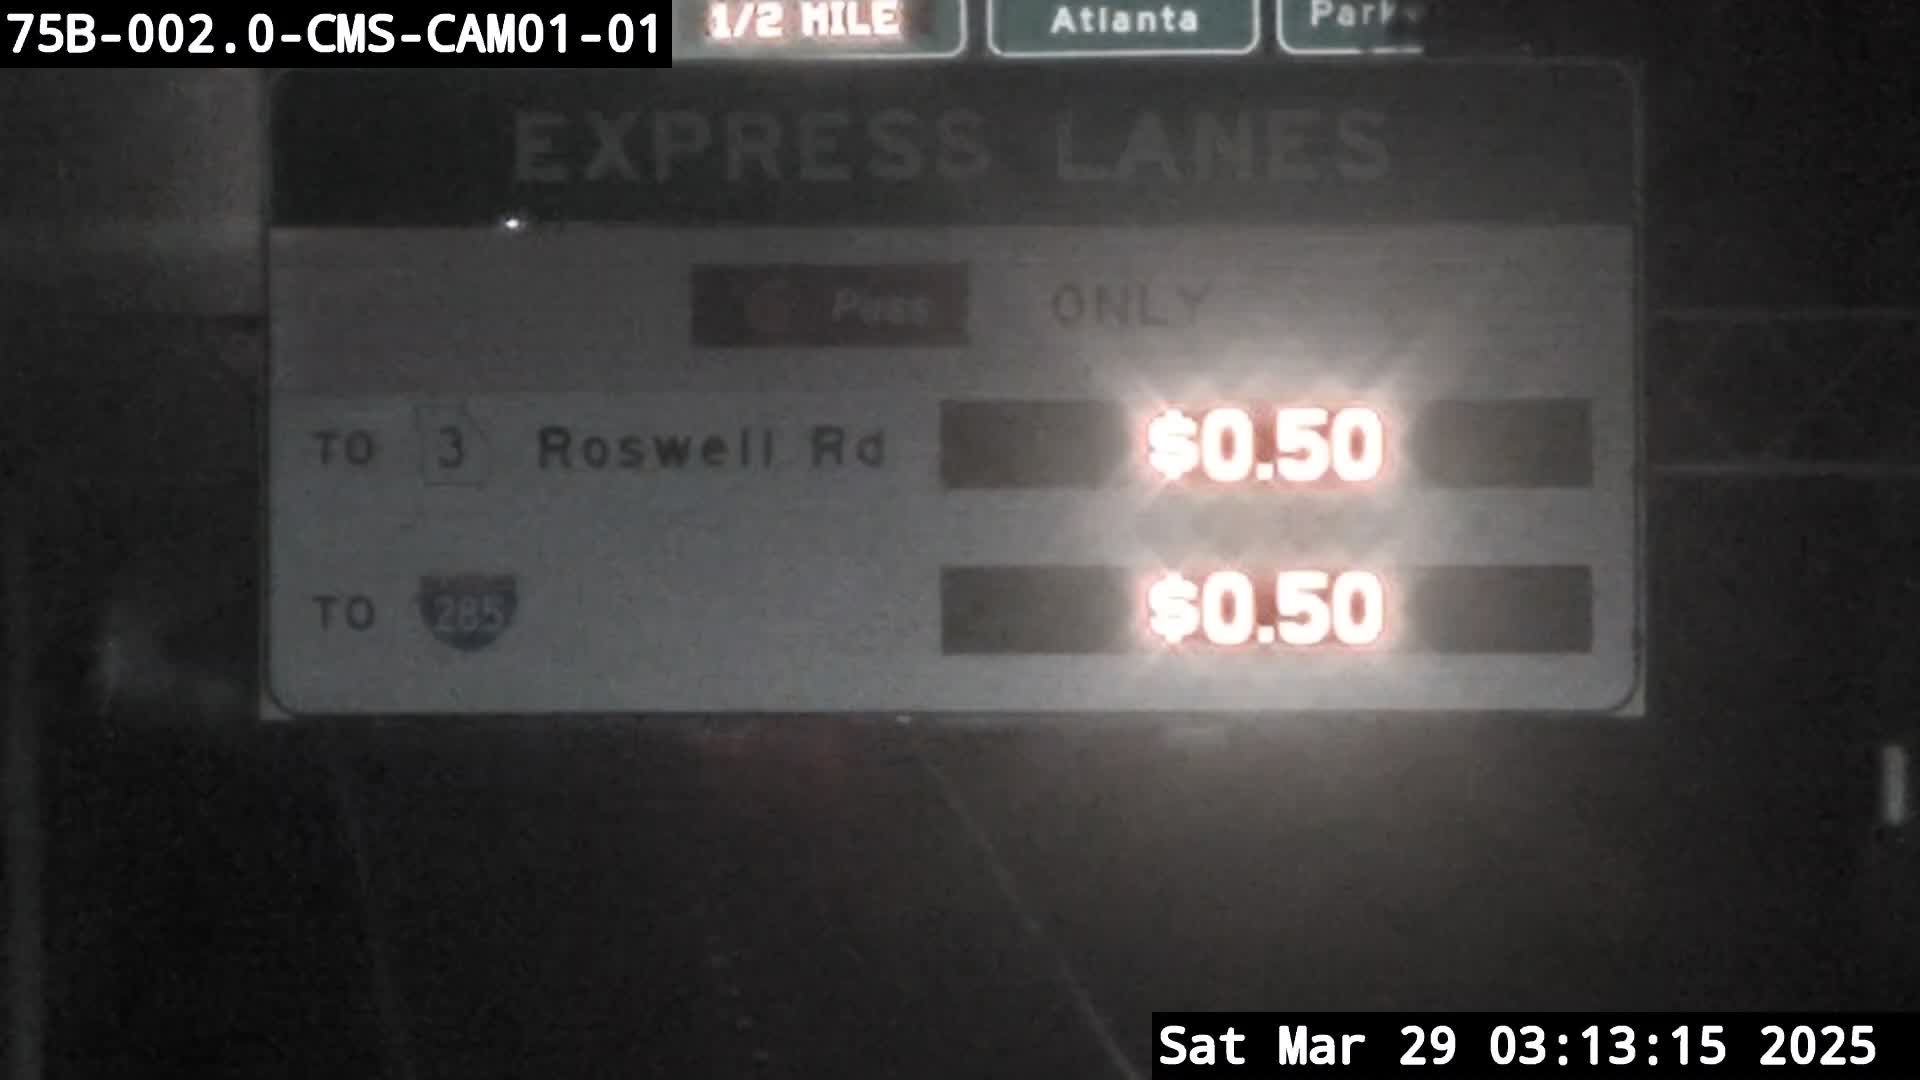 75B-002.0-CMS-CAM01-01
1/2 MILE
Atlanta
EXPRESS LANES
Pass ONLY
TO 3 Roswell Rd $0.50
TO 285 $0.50
Sat Mar 29 03:13:15 2025